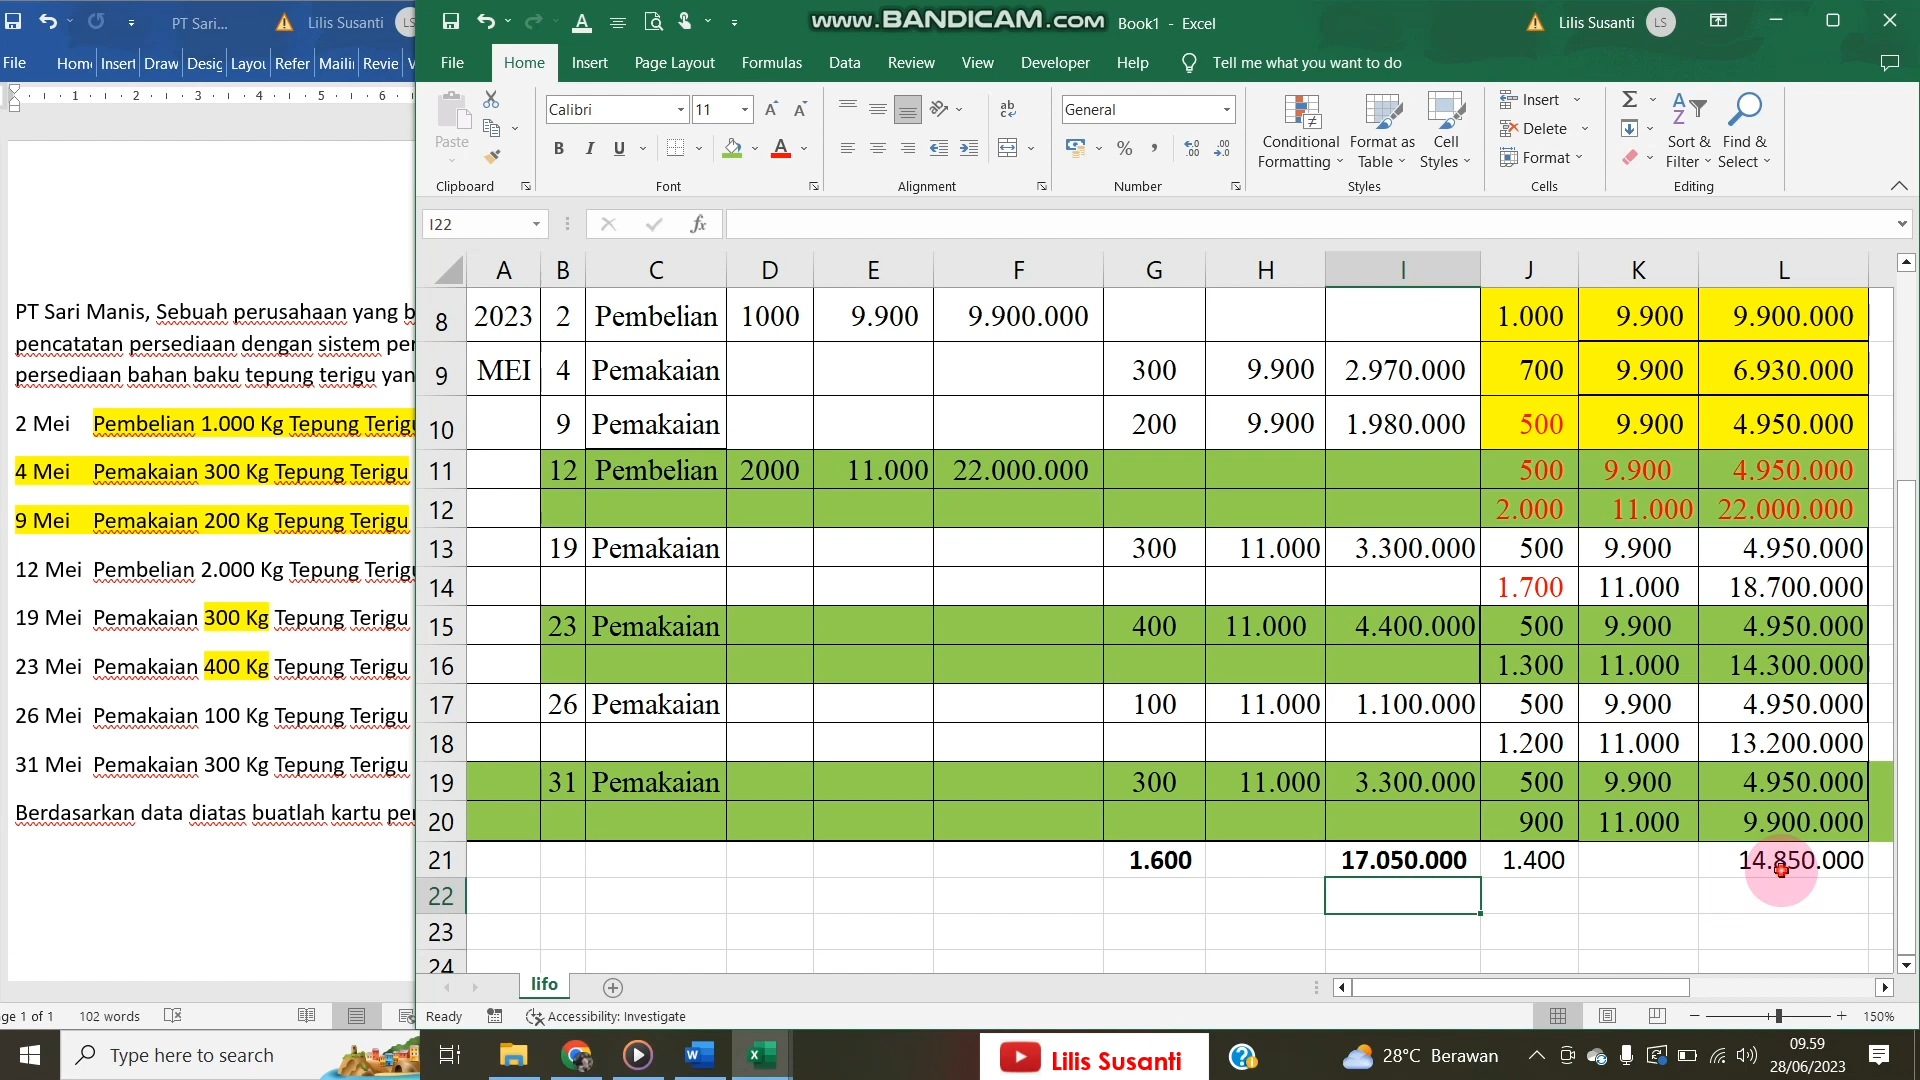 PT Sari...
Lilis Susanti
LS
www.BANDICAM.com
Book1 - Excel
Lilis Susanti
LS
File Home Insert Draw Desig Layou Refer Mailin Revie V
File Home Insert Page Layout Formulas Data Review View Developer Help Tell me what you want to do
Paste
Calibri 11
B I U
General
Conditional Formatting
Format as Table
Cell Styles
Insert
Delete
Format
Sort & Filter
Find & Select
Clipboard Font Alignment Number Styles Cells Editing
I22
fx
PT Sari Manis, Sebuah perusahaan yang b
pencatatan persediaan dengan sistem per
persediaan bahan baku tepung terigu yan
2 Mei Pembelian 1.000 Kg Tepung Terigu
4 Mei Pemakaian 300 Kg Tepung Terigu
9 Mei Pemakaian 200 Kg Tepung Terigu
12 Mei Pembelian 2.000 Kg Tepung Terigu
19 Mei Pemakaian 300 Kg Tepung Terigu
23 Mei Pemakaian 400 Kg Tepung Terigu
26 Mei Pemakaian 100 Kg Tepung Terigu
31 Mei Pemakaian 300 Kg Tepung Terigu
Berdasarkan data diatas buatlah kartu per
A B C D E F G H I J K L
8 2023 2 Pembelian 1000 9.900 9.900.000 1.000 9.900 9.900.000
9 MEI 4 Pemakaian 300 9.900 2.970.000 700 9.900 6.930.000
10 9 Pemakaian 200 9.900 1.980.000 500 9.900 4.950.000
11 12 Pembelian 2000 11.000 22.000.000 500 9.900 4.950.000
12 2.000 11.000 22.000.000
13 19 Pemakaian 300 11.000 3.300.000 500 9.900 4.950.000
14 1.700 11.000 18.700.000
15 23 Pemakaian 400 11.000 4.400.000 500 9.900 4.950.000
16 1.300 11.000 14.300.000
17 26 Pemakaian 100 11.000 1.100.000 500 9.900 4.950.000
18 1.200 11.000 13.200.000
19 31 Pemakaian 300 11.000 3.300.000 500 9.900 4.950.000
20 900 11.000 9.900.000
21 1.600 17.050.000 1.400 14.850.000
22
23
24
lifo
ge 1 of 1 102 words
Ready Accessibility: Investigate 150%
Type here to search
Lilis Susanti
28°C Berawan
09.59
28/06/2023